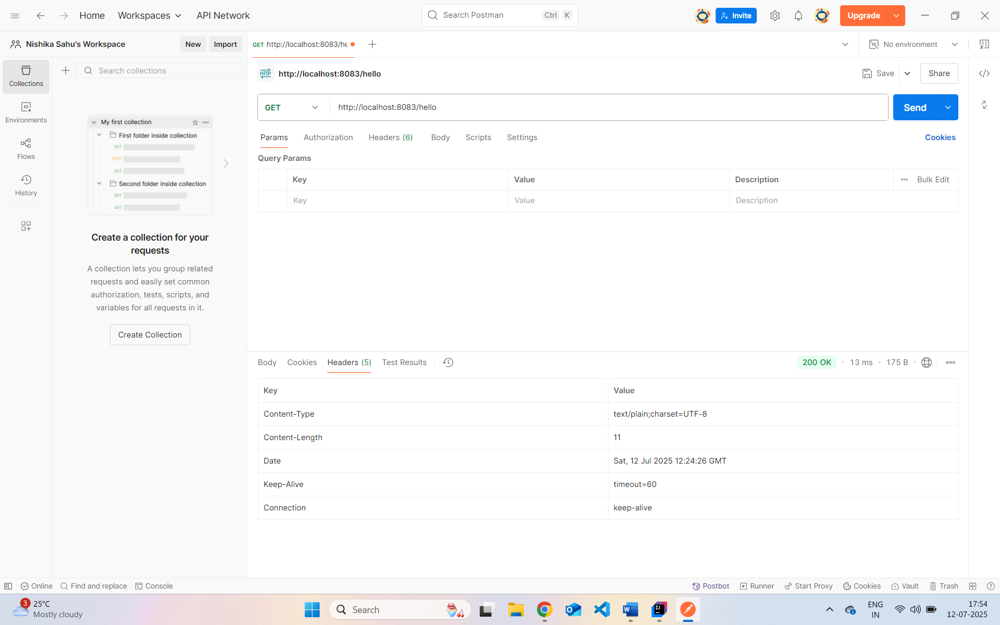 Home Workspaces API Network Search Postman Ctrl K Invite Upgrade
Nishika Sahu's Workspace New Import GET http://localhost:8083/he No environment
Collections
Search collections
HTTP http://localhost:8083/hello Save Share
Environments
GET http://localhost:8083/hello Send
Flows
History
Params Authorization Headers (6) Body Scripts Settings Cookies
Query Params
Key Value Description Bulk Edit
Key Value Description
My first collection
First folder inside collection
GET
POST
GET
Second folder inside collection
GET
GET
Create a collection for your
requests
A collection lets you group related
requests and easily set common
authorization, tests, scripts, and
variables for all requests in it.
Create Collection
Body Cookies Headers (5) Test Results 200 OK 13 ms 175 B
Key Value
Content-Type text/plain;charset=UTF-8
Content-Length 11
Date Sat, 12 Jul 2025 12:24:26 GMT
Keep-Alive timeout=60
Connection keep-alive
Online Find and replace Console Postbot Runner Start Proxy Cookies Vault Trash
3 25°C
Mostly cloudy
Search
ENG
IN
17:54
12-07-2025